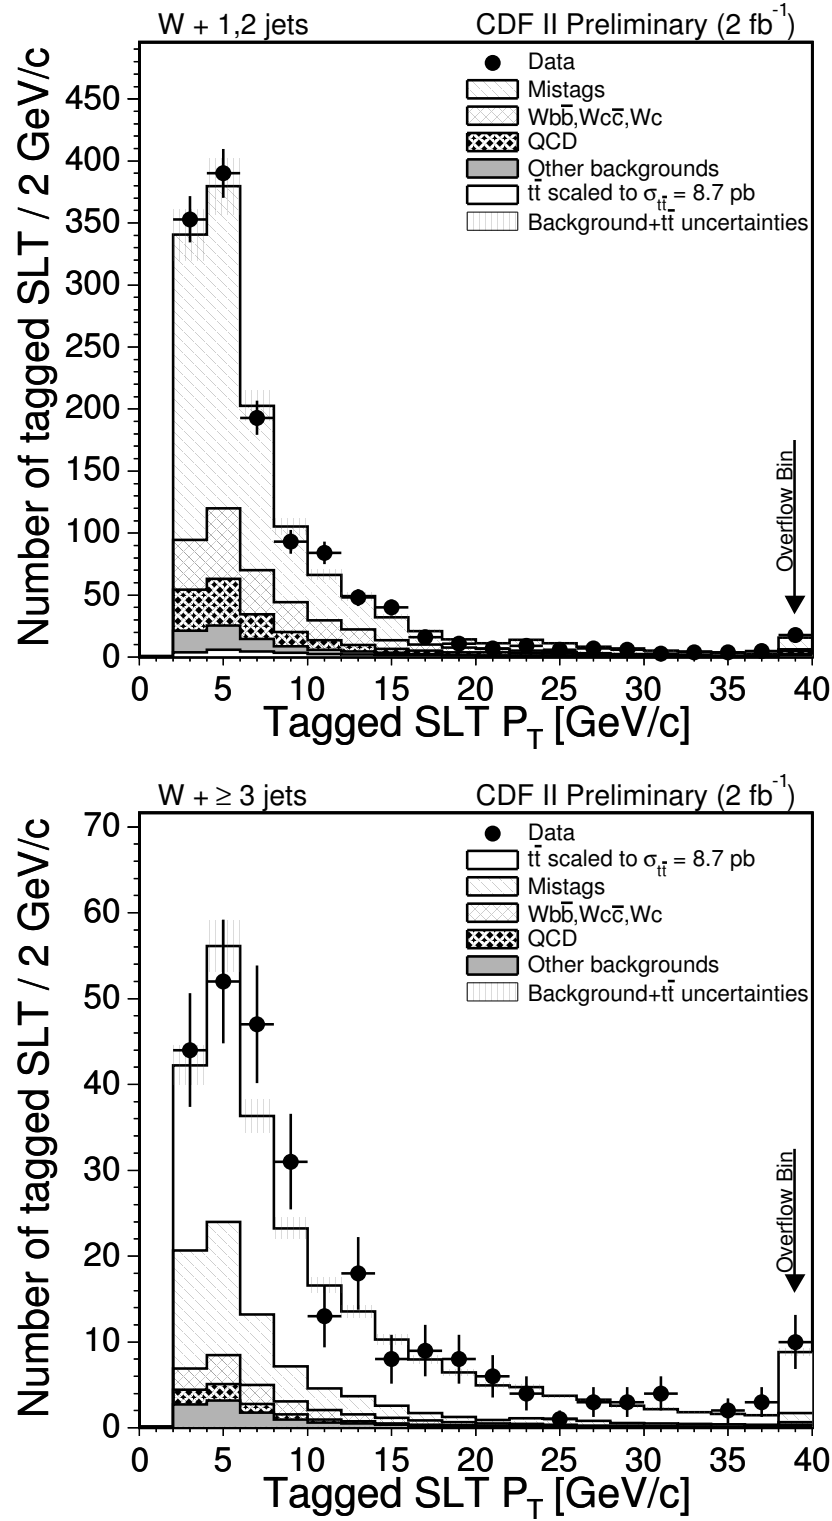 W + 1,2 jets CDF II Preliminary (2 fb⁻¹)
Number of tagged SLT / 2 GeV/c
450
400
350
300
250
200
150
100
50
0
Data
Mistags
Wbb̄,Wcc̄,Wc
QCD
Other backgrounds
tt̄ scaled to σ_tt̄ = 8.7 pb
Background+tt̄ uncertainties
Overflow Bin
0 5 10 15 20 25 30 35 40
Tagged SLT P_T [GeV/c]
W + ≥ 3 jets CDF II Preliminary (2 fb⁻¹)
Number of tagged SLT / 2 GeV/c
70
60
50
40
30
20
10
0
Data
tt̄ scaled to σ_tt̄ = 8.7 pb
Mistags
Wbb̄,Wcc̄,Wc
QCD
Other backgrounds
Background+tt̄ uncertainties
Overflow Bin
0 5 10 15 20 25 30 35 40
Tagged SLT P_T [GeV/c]